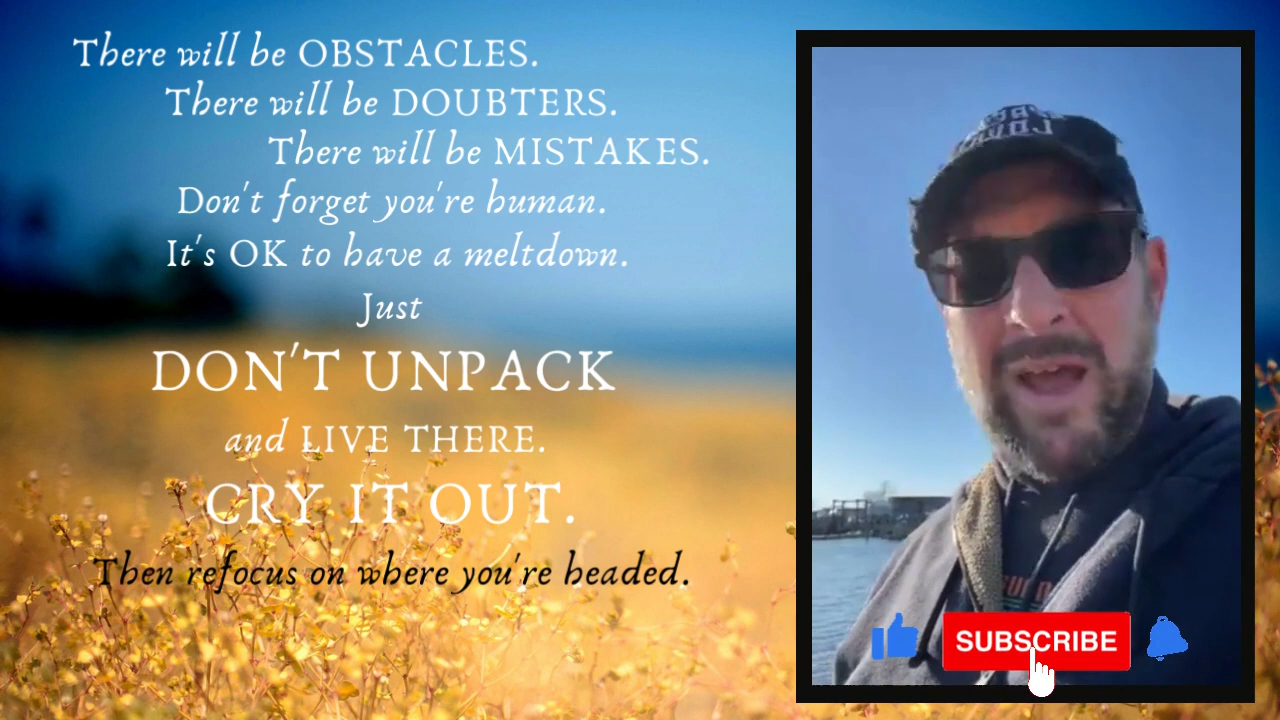 There will be OBSTACLES.
There will be DOUBTERS.
There will be MISTAKES.
Don't forget you're human.
It's OK to have a meltdown.
Just
DON'T UNPACK
and LIVE THERE.
CRY IT OUT.
Then refocus on where you're headed.
SUBSCRIBE